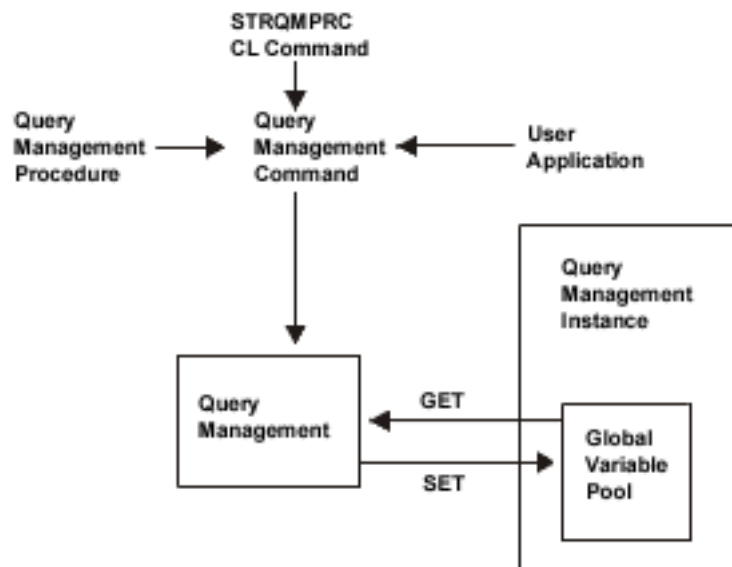 STRQMPRC
CL Command
Query
Management
Procedure
Query
Management
Command
User
Application
Query
Management
Instance
Query
Management
GET
SET
Global
Variable
Pool